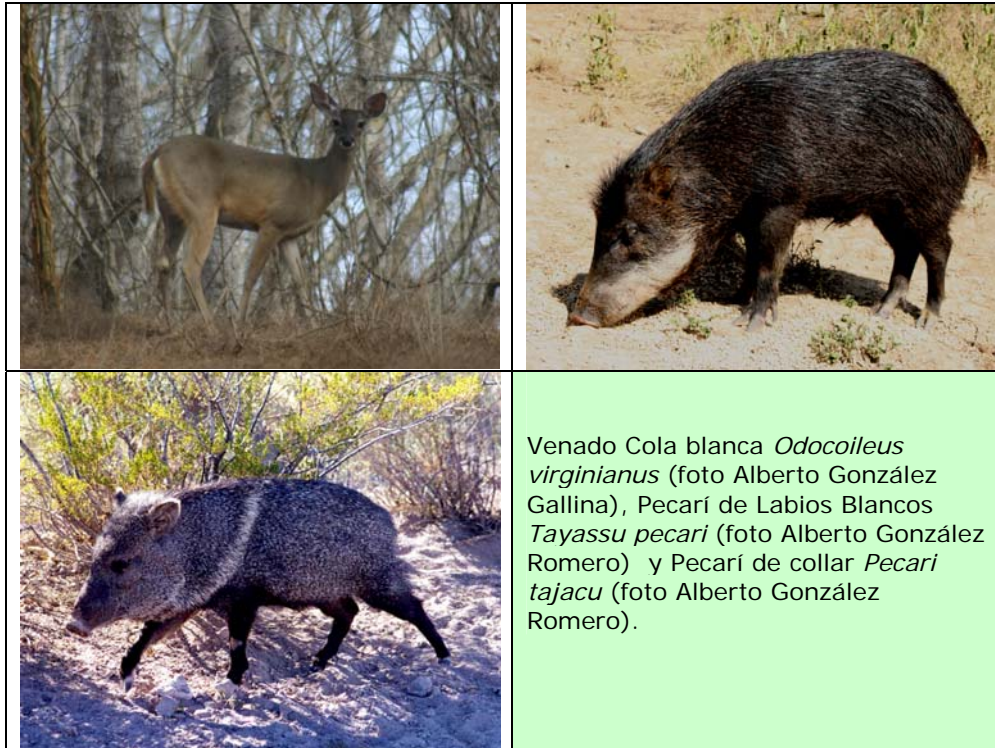 Venado Cola blanca Odocoileus
virginianus (foto Alberto González
Gallina), Pecarí de Labios Blancos
Tayassu pecari (foto Alberto González
Romero)  y Pecarí de collar Pecari
tajacu (foto Alberto González
Romero).